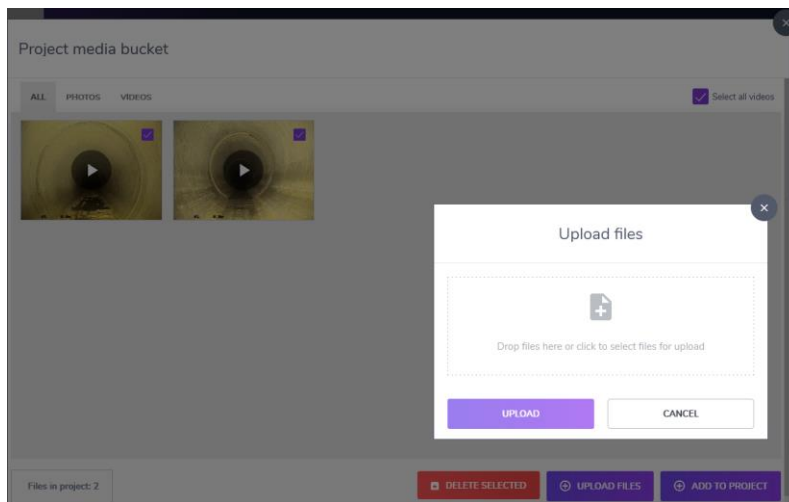 Project media bucket
ALL PHOTOS VIDEOS
Select all videos
Upload files
Drop files here or click to select files for upload
UPLOAD CANCEL
Files in project: 2
DELETE SELECTED UPLOAD FILES ADD TO PROJECT